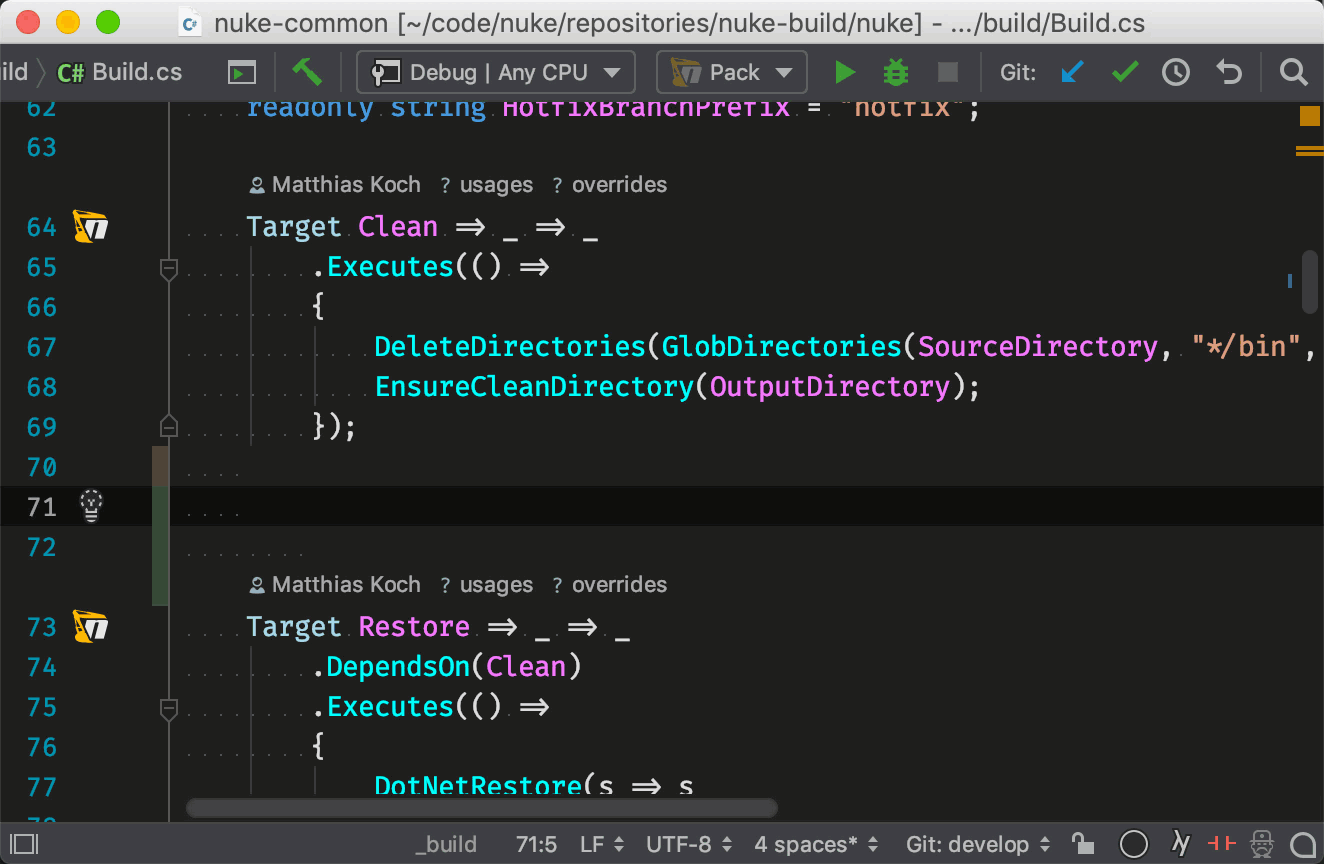 nuke-common [~/code/nuke/repositories/nuke-build/nuke] - .../build/Build.cs
ild C# Build.cs Debug | Any CPU Pack Git:
62 readonly string HotfixBranchPrefix = "hotfix";
63
Matthias Koch ? usages ? overrides
64 Target Clean => _ => _
65 .Executes(() =>
66 {
67 DeleteDirectories(GlobDirectories(SourceDirectory, "*/bin",
68 EnsureCleanDirectory(OutputDirectory);
69 });
70
71
72
Matthias Koch ? usages ? overrides
73 Target Restore => _ => _
74 .DependsOn(Clean)
75 .Executes(() =>
76 {
77 DotNetRestore(s => s
_build 71:5 LF UTF-8 4 spaces* Git: develop